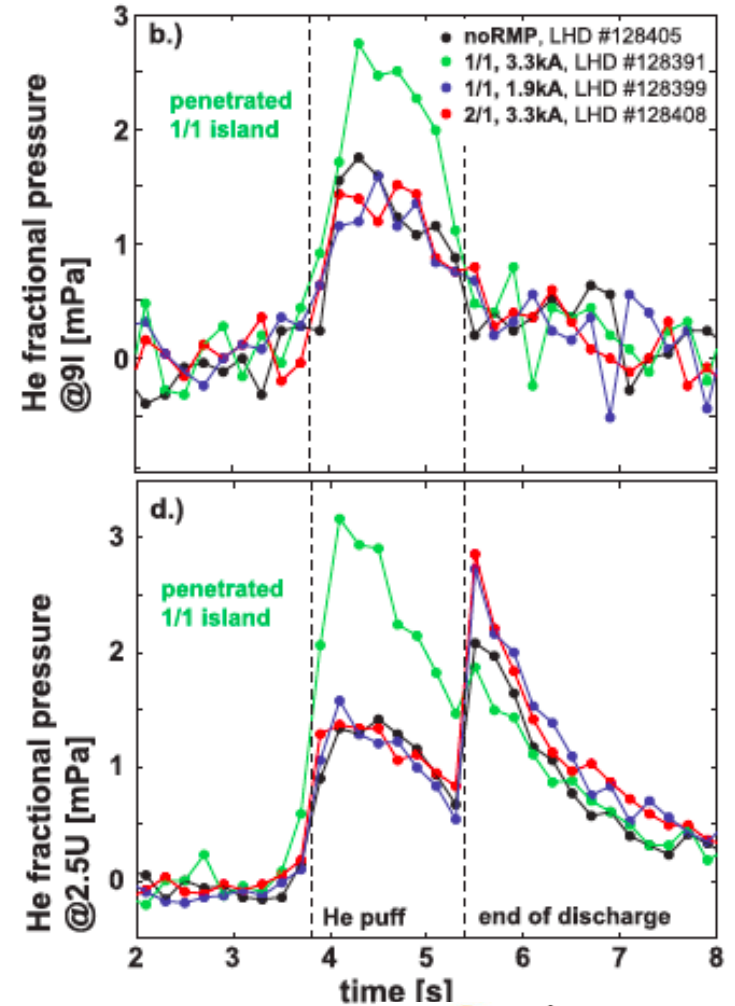 3
b.)
noRMP, LHD #128405
1/1, 3.3kA, LHD #128391
1/1, 1.9kA, LHD #128399
2/1, 3.3kA, LHD #128408
penetrated
1/1 island
2
1
0
He fractional pressure
@9I [mPa]
d.)
3
penetrated
1/1 island
2
1
0
He fractional pressure
@2.5U [mPa]
He puff
end of discharge
2 3 4 5 6 7 8
time [s]